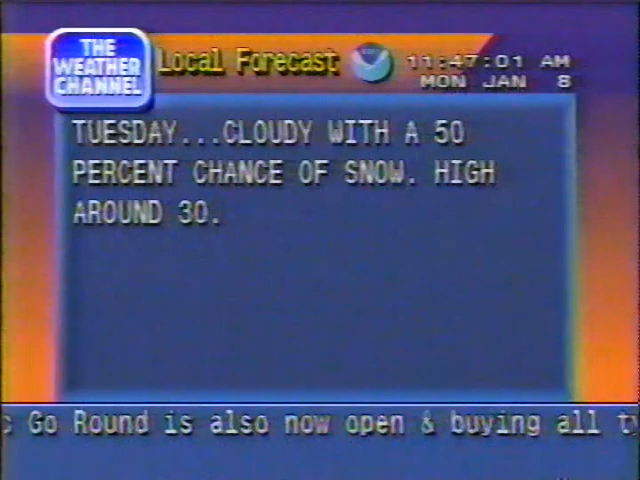 THE
WEATHER
CHANNEL
Local Forecast
11:47:01 AM
MON JAN 8
TUESDAY...CLOUDY WITH A 50
PERCENT CHANCE OF SNOW. HIGH
AROUND 30.
c Go Round is also now open & buying all ty